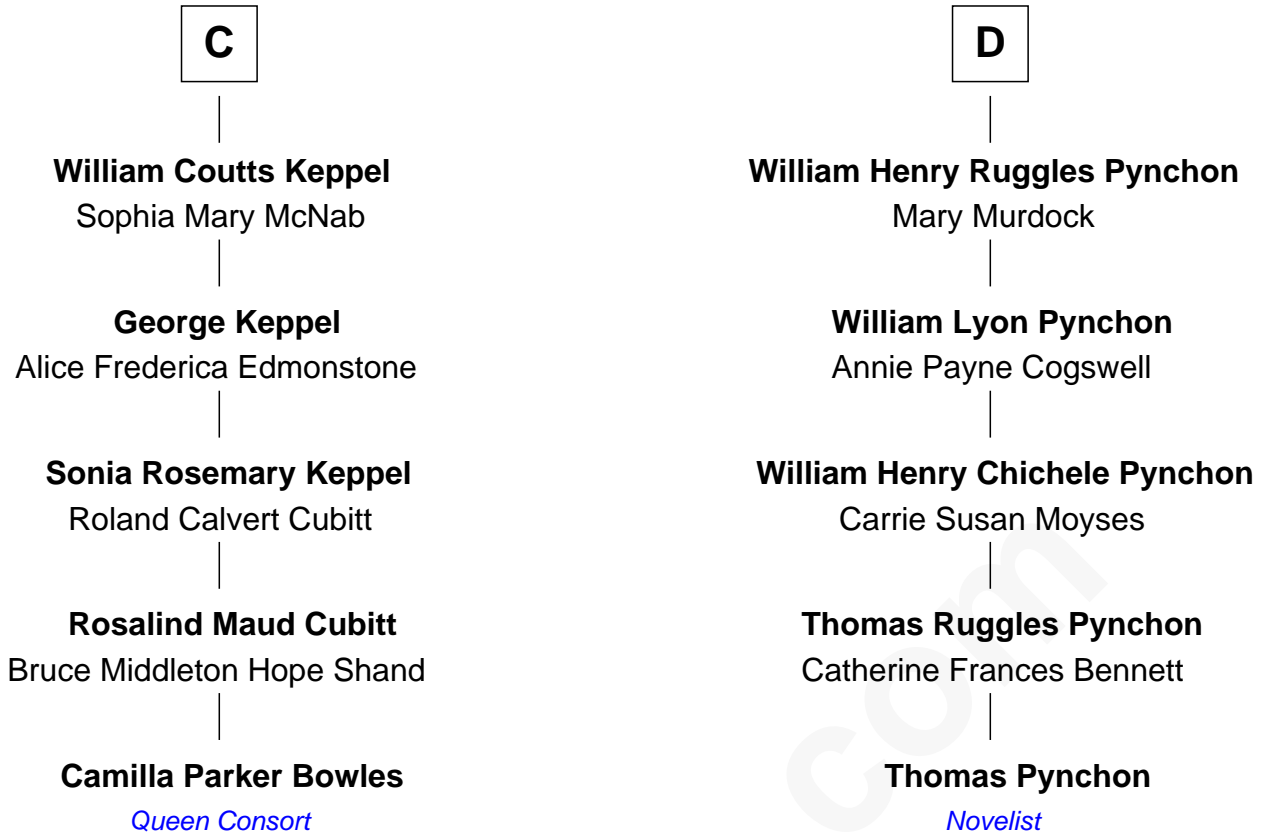 C
William Coutts Keppel
Sophia Mary McNab
George Keppel
Alice Frederica Edmonstone
Sonia Rosemary Keppel
Roland Calvert Cubitt
Rosalind Maud Cubitt
Bruce Middleton Hope Shand
Camilla Parker Bowles
Queen Consort
D
William Henry Ruggles Pynchon
Mary Murdock
William Lyon Pynchon
Annie Payne Cogswell
William Henry Chichele Pynchon
Carrie Susan Moyses
Thomas Ruggles Pynchon
Catherine Frances Bennett
Thomas Pynchon
Novelist
com